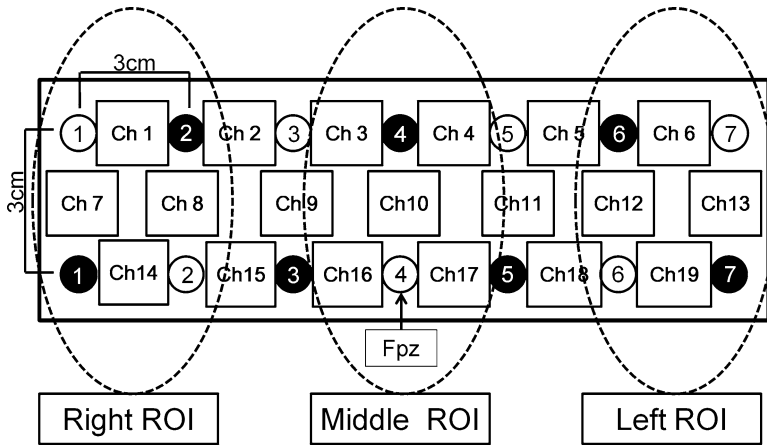 3cm
1 Ch 1 2 Ch 2 3 Ch 3 4 Ch 4 5 Ch 5 6 Ch 6 7
3cm
Ch 7 Ch 8 Ch 9 Ch10 Ch11 Ch12 Ch13
1 Ch14 2 Ch15 3 Ch16 4 Ch17 5 Ch18 6 Ch19 7
Fpz
Right ROI Middle ROI Left ROI